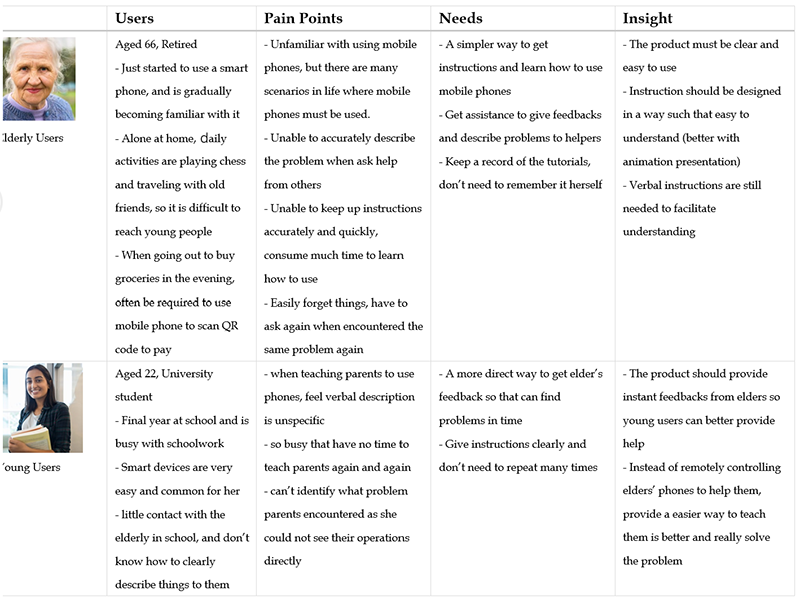 Users
Pain Points
Needs
Insight
lderly Users
Aged 66, Retired
- Just started to use a smart
phone, and is gradually
becoming familiar with it
- Alone at home, daily
activities are playing chess
and traveling with old
friends, so it is difficult to
reach young people
- When going out to buy
groceries in the evening,
often be required to use
mobile phone to scan QR
code to pay
- Unfamiliar with using mobile
phones, but there are many
scenarios in life where mobile
phones must be used.
- Unable to accurately describe
the problem when ask help
from others
- Unable to keep up instructions
accurately and quickly,
consume much time to learn
how to use
- Easily forget things, have to
ask again when encountered the
same problem again
- A simpler way to get
instructions and learn how to use
mobile phones
- Get assistance to give feedbacks
and describe problems to helpers
- Keep a record of the tutorials,
don't need to remember it herself
- The product must be clear and
easy to use
- Instruction should be designed
in a way such that easy to
understand (better with
animation presentation)
- Verbal instructions are still
needed to facilitate
understanding
oung Users
Aged 22, University
student
- Final year at school and is
busy with schoolwork
- Smart devices are very
easy and common for her
- little contact with the
elderly in school, and don't
know how to clearly
describe things to them
- when teaching parents to use
phones, feel verbal description
is unspecific
- so busy that have no time to
teach parents again and again
- can't identify what problem
parents encountered as she
could not see their operations
directly
- A more direct way to get elder's
feedback so that can find
problems in time
- Give instructions clearly and
don't need to repeat many times
- The product should provide
instant feedbacks from elders so
young users can better provide
help
- Instead of remotely controlling
elders' phones to help them,
provide a easier way to teach
them is better and really solve
the problem